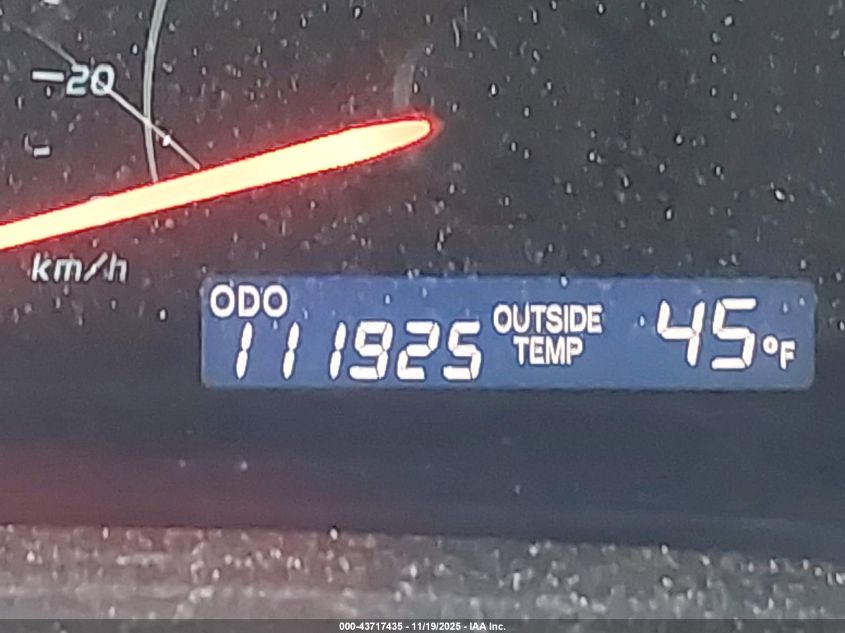 20
km/h
ODO
111925
OUTSIDE
TEMP
45°F
000-43717435 - 11/19/2025 - IAA Inc.